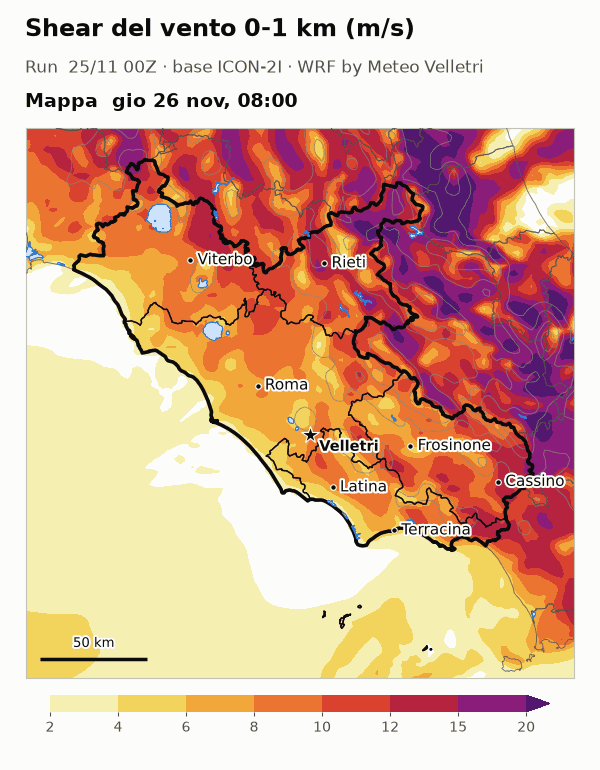 Shear del vento 0-1 km (m/s)
Run  25/11 00Z · base ICON-2I · WRF by Meteo Velletri
Mappa  gio 26 nov, 08:00
Viterbo
Rieti
Roma
Velletri
Frosinone
Cassino
Latina
Terracina
50 km
2 4 6 8 10 12 15 20